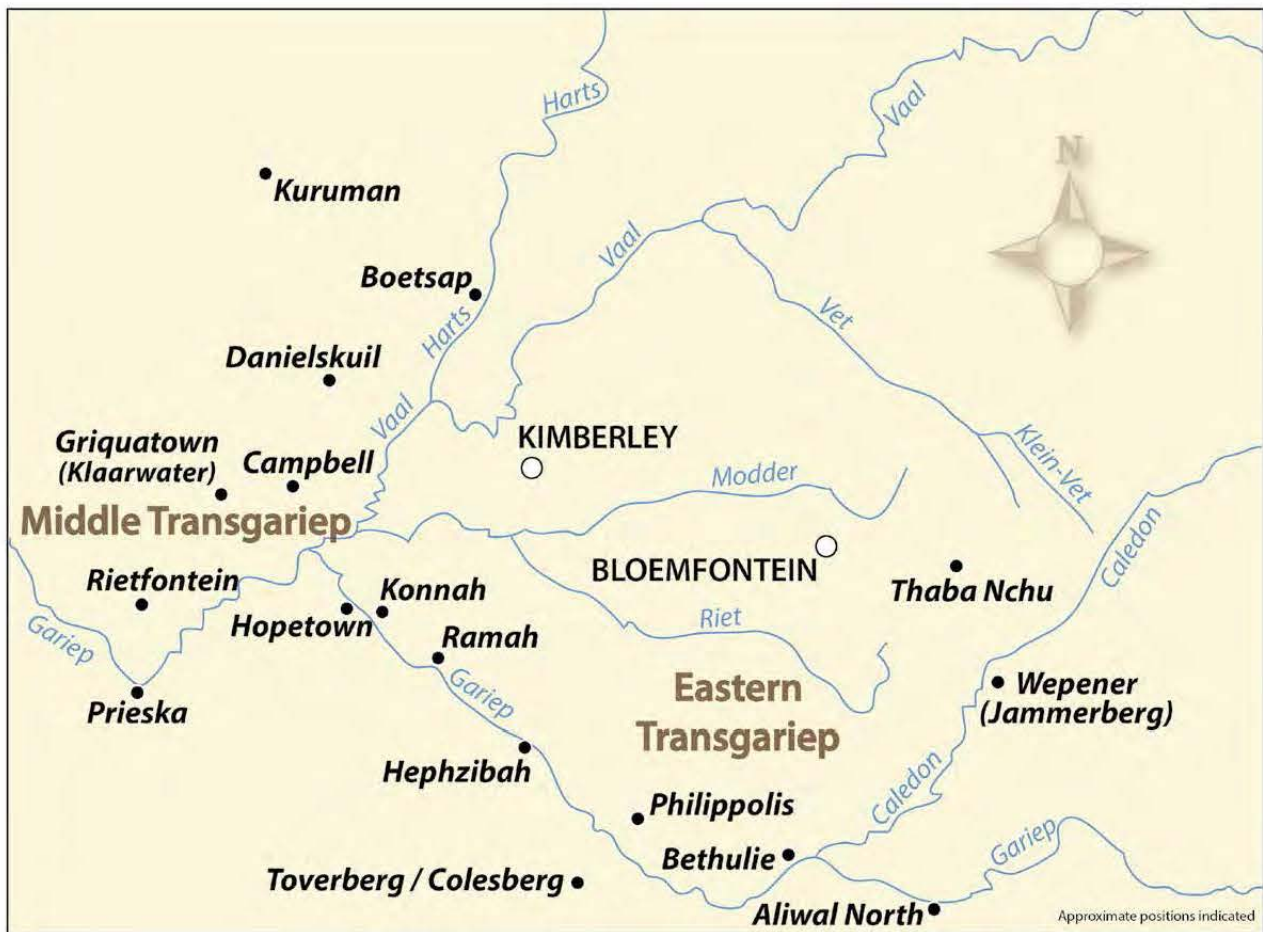 Harts
Vaal
N
Kuruman
Vaal
Boetsap
Harts
Vet
Danielskuil
Vaal
Griquatown
(Klaarwater)
Campbell
KIMBERLEY
Klein-Vet
Modder
Middle Transgariep
Caledon
BLOEMFONTEIN
Thaba Nchu
Rietfontein
Konnah
Hopetown
Riet
Gariep
Ramah
Gariep
Eastern
Transgariep
Prieska
Wepener
(Jammerberg)
Hephzibah
Caledon
Philippolis
Bethulie
Gariep
Toverberg / Colesberg
Aliwal North
Approximate positions indicated